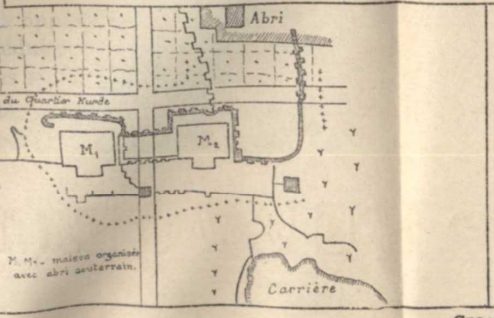 Abri
du Quartier Kurde
M₁
M₂
M₁ M₂ - maison organisée
avec abri souterrain.
Carrière